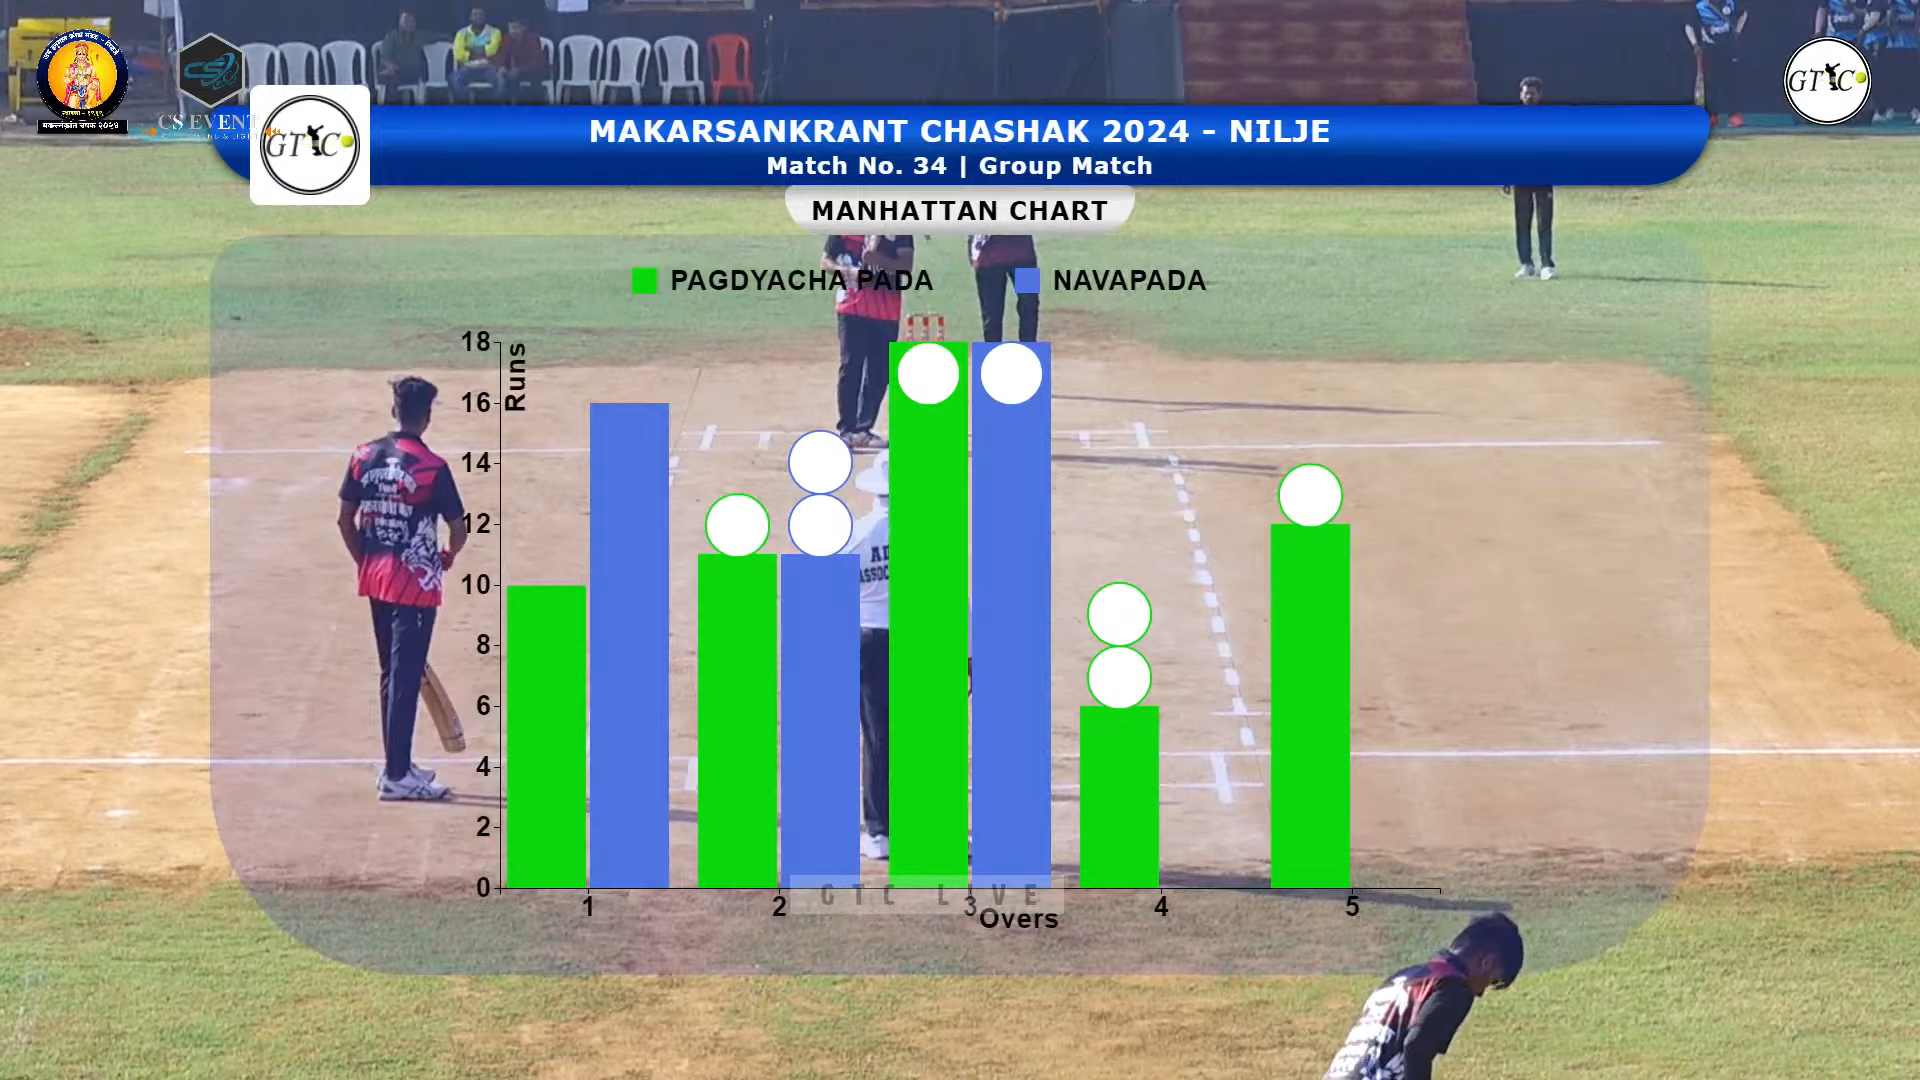 CS EVENT
GTC
GTC
MAKARSANKRANT CHASHAK 2024 - NILJE
Match No. 34 | Group Match
MANHATTAN CHART
PAGDYACHA PADA
NAVAPADA
Runs
18
16
14
12
10
8
6
4
2
0
1
2
3
4
5
Overs
GTC L VE